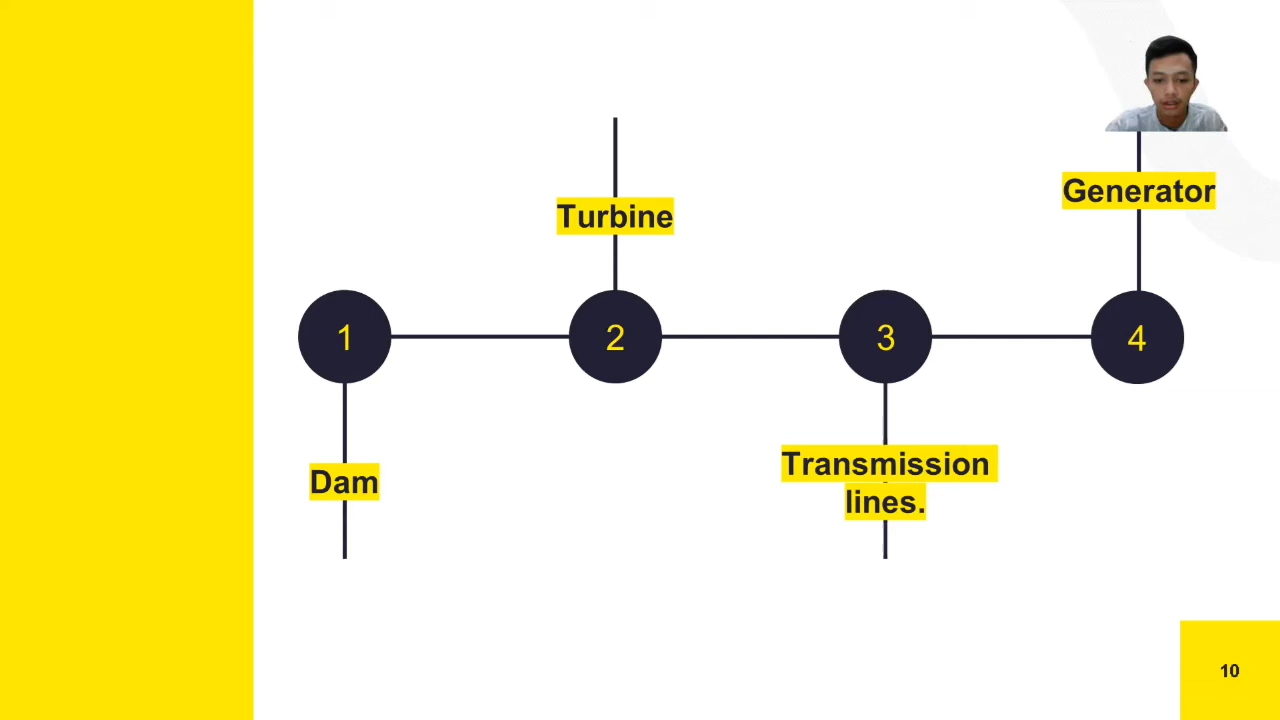 Turbine
Generator
1
2
3
4
Dam
Transmission
lines.
10